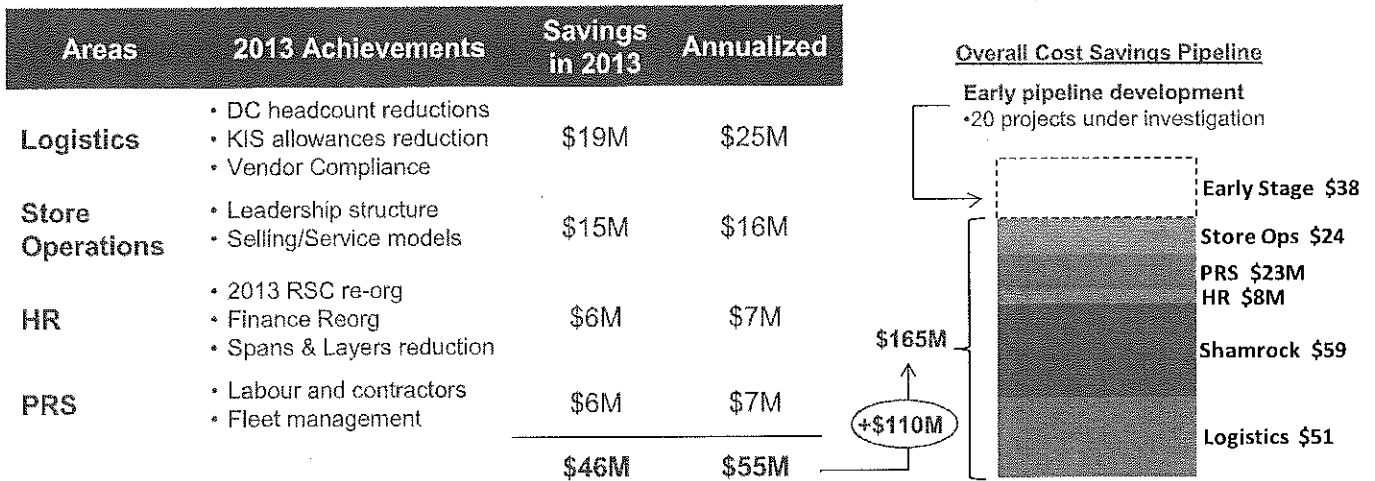 Areas
2013 Achievements
Savings
in 2013
Annualized
Logistics
• DC headcount reductions
• KIS allowances reduction
• Vendor Compliance
$19M
$25M
Store
Operations
• Leadership structure
• Selling/Service models
$15M
$16M
HR
• 2013 RSC re-org
• Finance Reorg
• Spans & Layers reduction
$6M
$7M
PRS
• Labour and contractors
• Fleet management
$6M
$7M
$46M
$55M
Overall Cost Savings Pipeline
Early pipeline development
•20 projects under investigation
Early Stage $38
Store Ops $24
PRS $23M
HR $8M
Shamrock $59
Logistics $51
$165M
+$110M